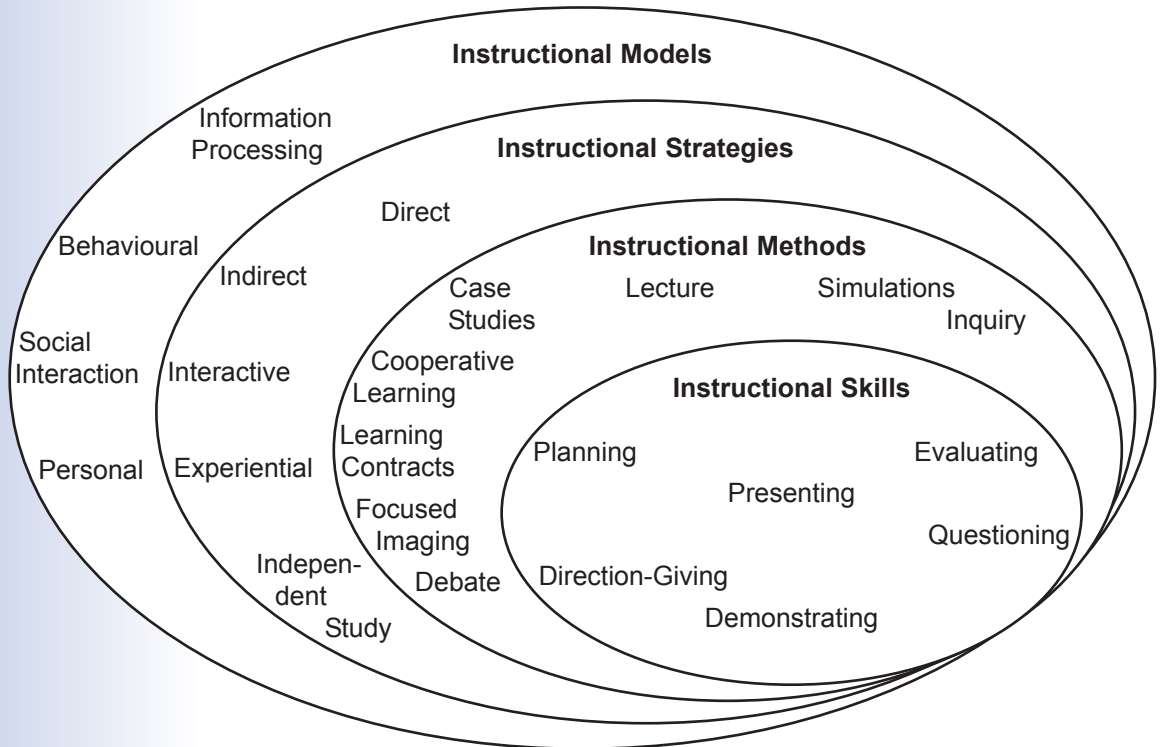 Instructional Models
Information
Processing
Behavioural
Social
Interaction
Personal
Instructional Strategies
Direct
Indirect
Interactive
Experiential
Indepen-
dent
Study
Instructional Methods
Case
Studies
Lecture
Simulations
Inquiry
Cooperative
Learning
Learning
Contracts
Focused
Imaging
Debate
Instructional Skills
Planning
Evaluating
Presenting
Questioning
Direction-Giving
Demonstrating